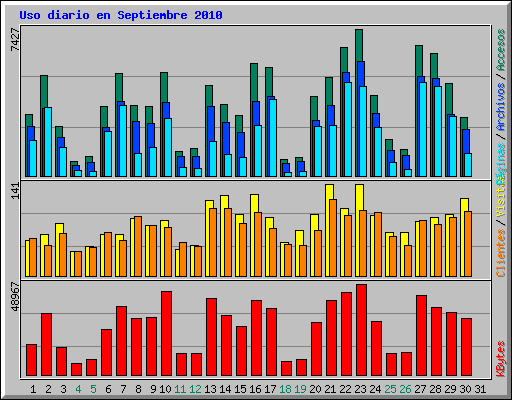 Uso diario en Septiembre 2010
7427
141
48967
Clientes / Visitas
Páginas / Archivos / Accesos
KBytes
1 2 3 4 5 6 7 8 9 10 11 12 13 14 15 16 17 18 19 20 21 22 23 24 25 26 27 28 29 30 31